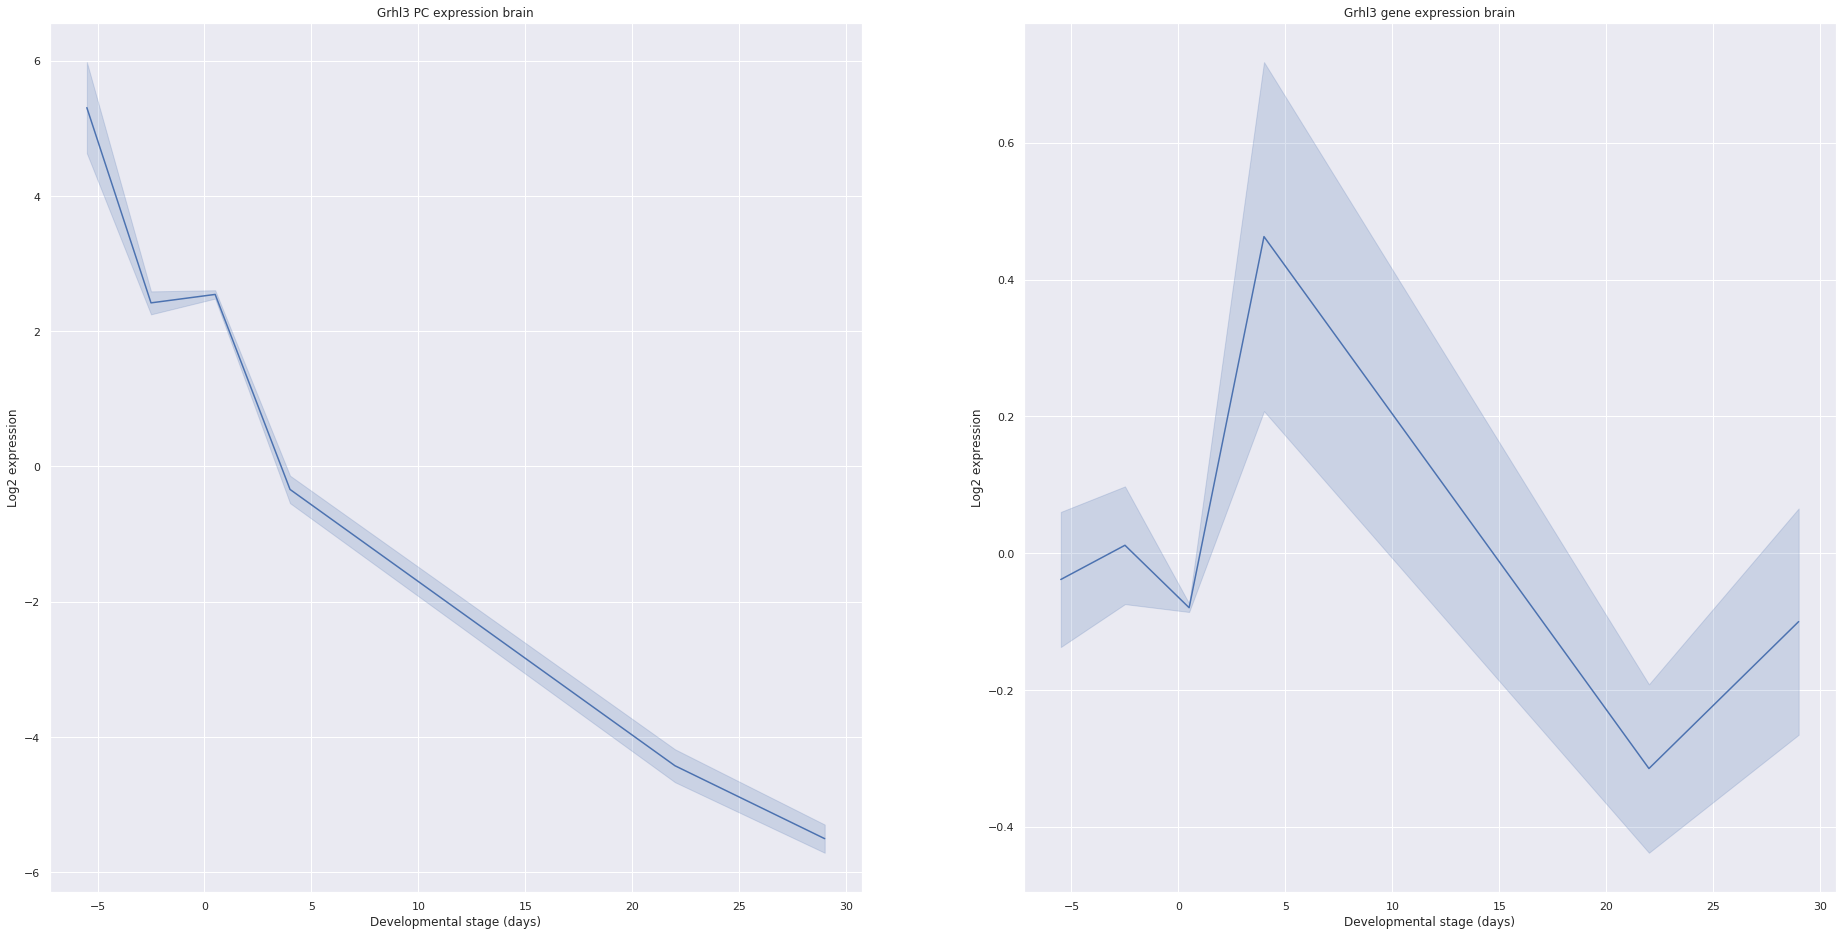 Grhl3 PC expression brain
Log2 expression
6
4
2
0
−2
−4
−6
−5 0 5 10 15 20 25 30
Developmental stage (days)
Grhl3 gene expression brain
Log2 expression
0.6
0.4
0.2
0.0
−0.2
−0.4
−5 0 5 10 15 20 25 30
Developmental stage (days)